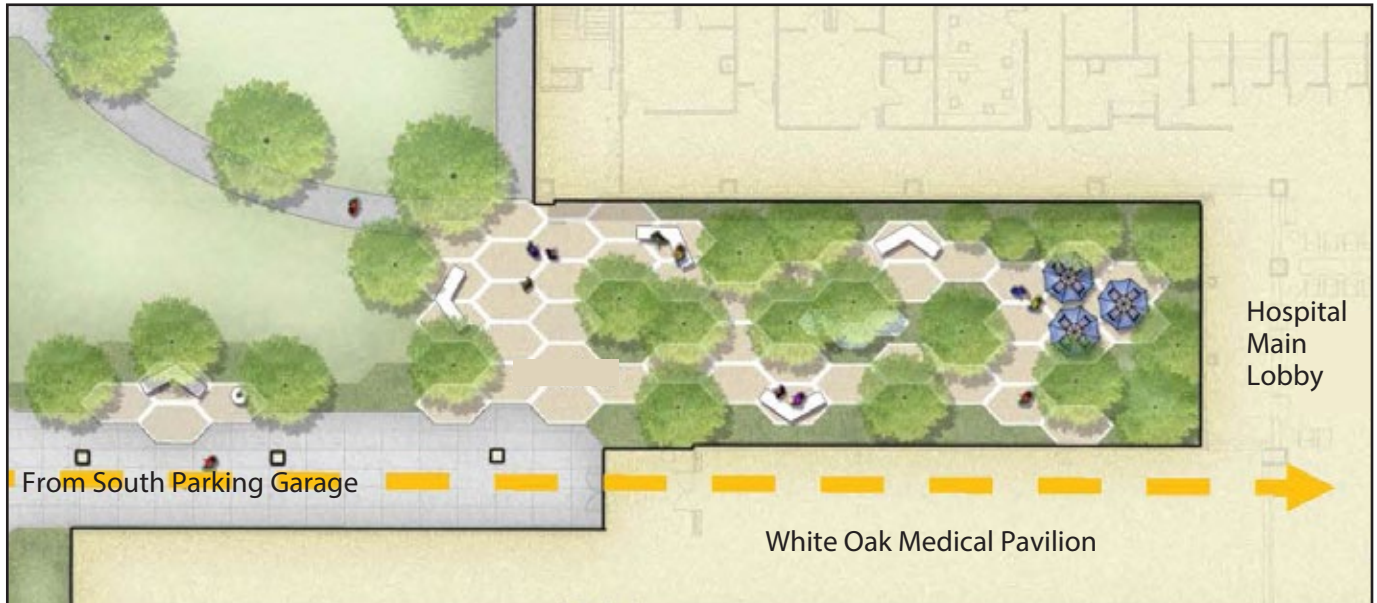 Hospital
Main
Lobby
From South Parking Garage
White Oak Medical Pavilion